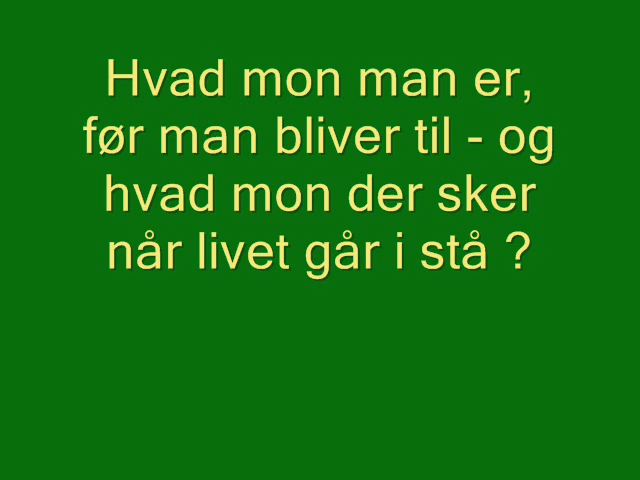 Hvad mon man er,
før man bliver til - og
hvad mon der sker
når livet går i stå ?